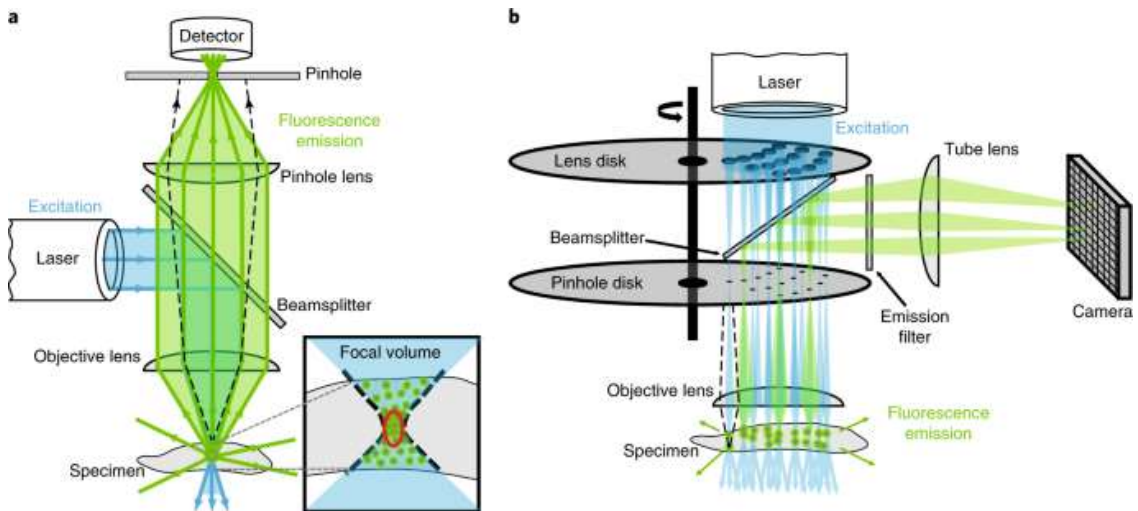 a
Detector
Pinhole
Fluorescence
emission
Pinhole lens
Excitation
Laser
Beamsplitter
Objective lens
Focal volume
Specimen
b
Laser
Excitation
Lens disk
Tube lens
Beamsplitter
Pinhole disk
Emission
filter
Camera
Objective lens
Fluorescence
emission
Specimen